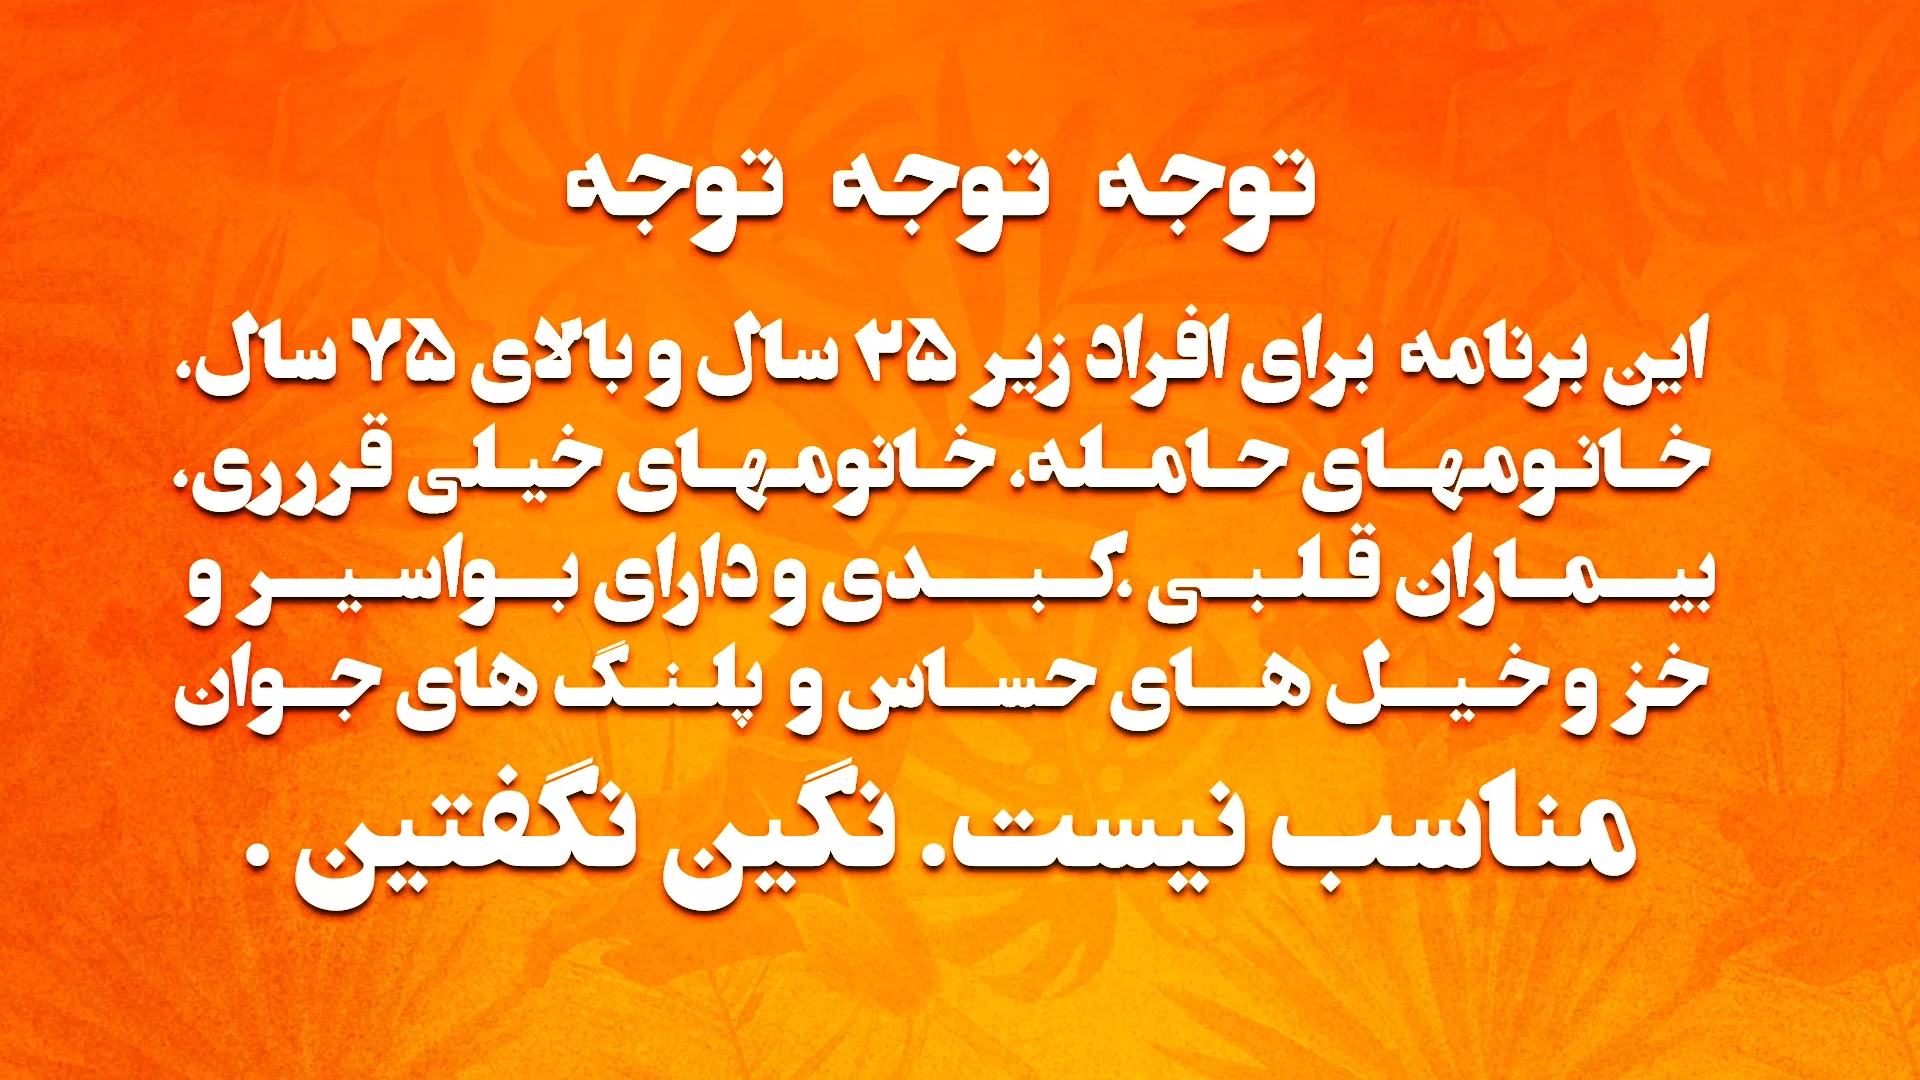 توجه توجه توجه
این برنامه برای افراد زیر ۲۵ سال و بالای ۷۵ سال،
خانومهای حامله، خانومهای خیلی قرررری،
بیماران قلبی ،کبدی و دارای بواسیر و
خز و خیل های حساس و پلنگ های جوان
مناسب نیست. نگین نگفتین .